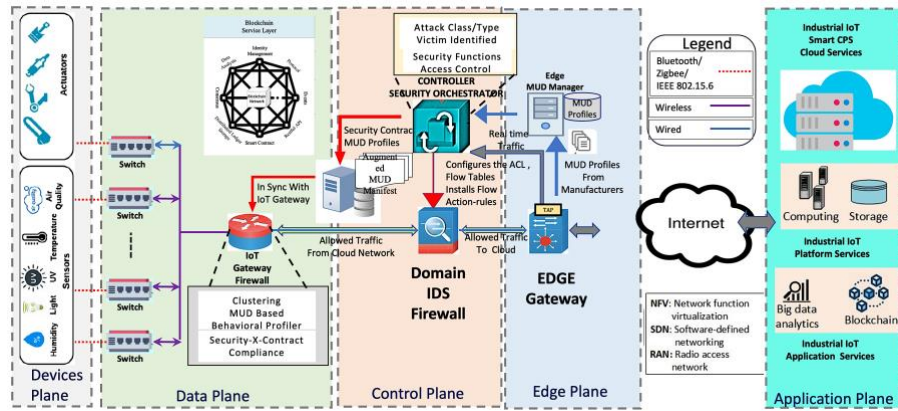 Actuators
Air
Quality
Temperature
Sensors
UV
Light
Humidity
Devices
Plane
Switch
Switch
Switch
Switch
Blockchain
Service Layer
Identity
Management
Smart Contract
In Sync With
IoT Gateway
IoT
Gateway
Firewall
Clustering
MUD Based
Behavioral Profiler
Security-X-Contract
Compliance
Data Plane
Attack Class/Type
Victim Identified
Security Functions
Access Control
CONTROLLER
SECURITY ORCHESTRATOR
Security Contrac
MUD Profiles
Augment
ed
MUD
Manifest
Real time
Traffic
Configures the ACL ,
Flow Tables
Installs Flow
Action-rules
Allpwed Traffic
From Cloud Network
Domain
IDS
Firewall
Control Plane
Edge
MUD Manager
MUD
Profiles
MUD Profiles
From
Manufacturers
TAP
Allowed Traffic
To Cloud
EDGE
Gateway
Edge Plane
Legend
Bluetooth/
Zigbee/
IEEE 802.15.6
Wireless
Wired
Internet
NFV: Network function
virtualization
SDN: Software-defined
networking
RAN: Radio access
network
Industrial IoT
Smart CPS
Cloud Services
Computing
Storage
Industrial IoT
Platform Services
Big data
analytics
Blockchain
Industrial IoT
Application Services
Application Plane